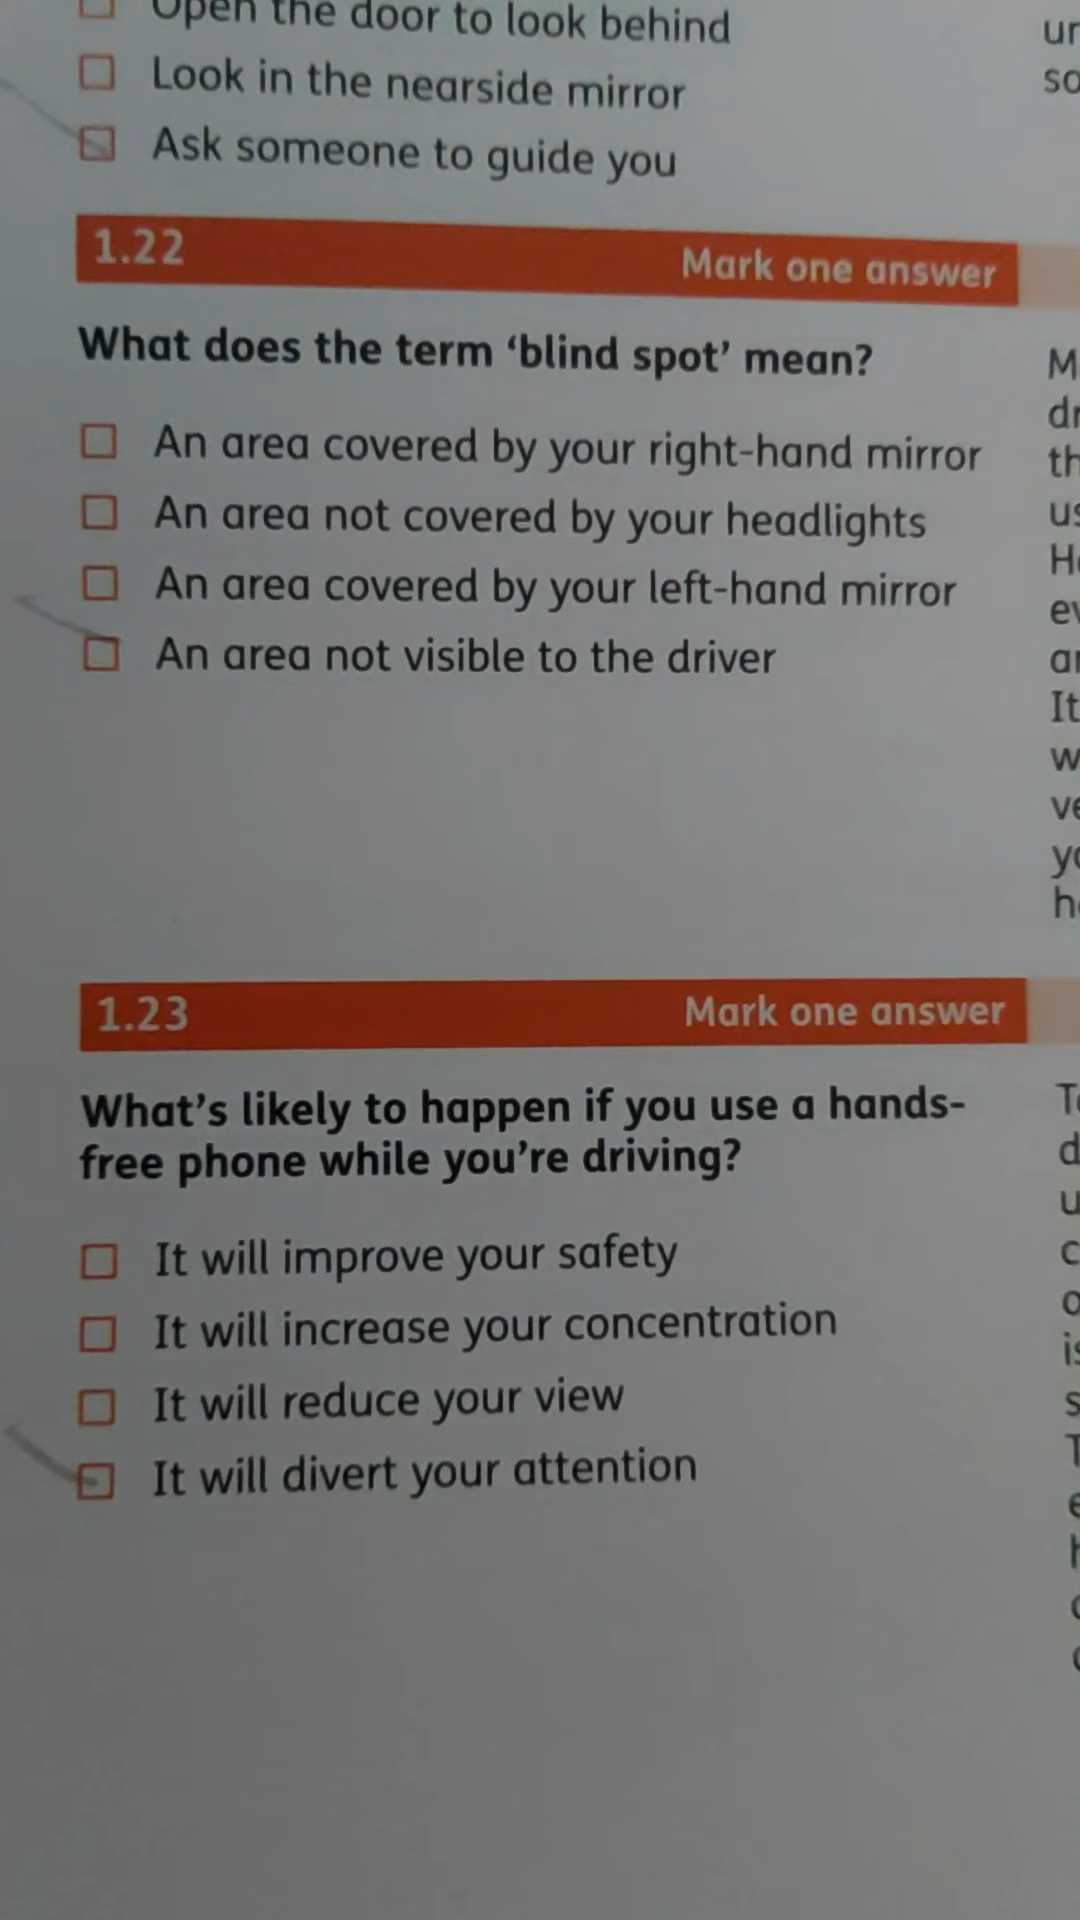 Open the door to look behind
Look in the nearside mirror
Ask someone to guide you
1.22
Mark one answer
What does the term ‘blind spot’ mean?
An area covered by your right-hand mirror
An area not covered by your headlights
An area covered by your left-hand mirror
An area not visible to the driver
1.23
Mark one answer
What’s likely to happen if you use a hands-
free phone while you’re driving?
It will improve your safety
It will increase your concentration
It will reduce your view
It will divert your attention